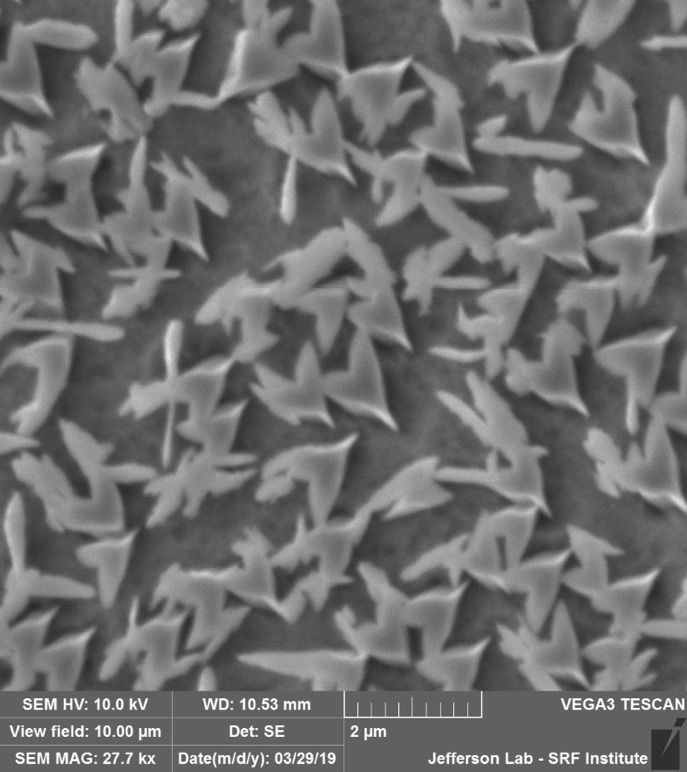 SEM HV: 10.0 kV WD: 10.53 mm VEGA3 TESCAN
View field: 10.00 µm Det: SE 2 µm
SEM MAG: 27.7 kx Date(m/d/y): 03/29/19 Jefferson Lab - SRF Institute